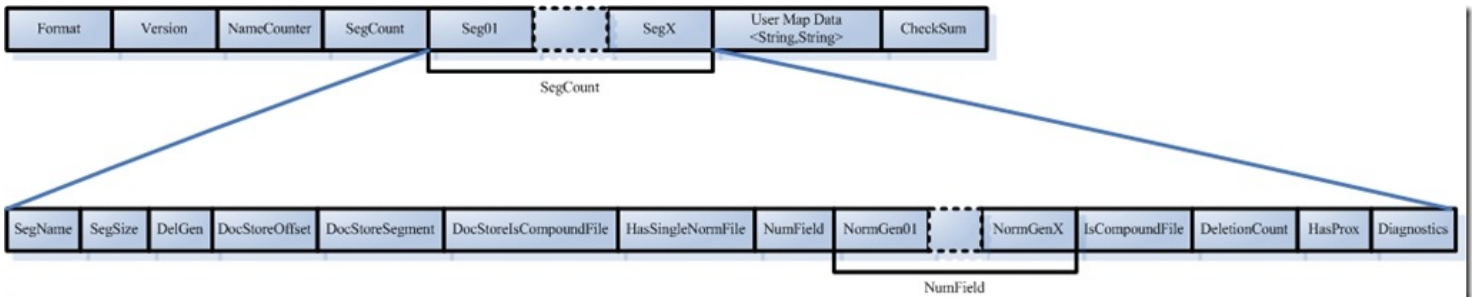 Format Version NameCounter SegCount Seg01 SegX User Map Data <String,String> CheckSum
SegCount
SegName SegSize DelGen DocStoreOffset DocStoreSegment DocStoreIsCompoundFile HasSingleNormFile NumField NormGen01 NormGenX IsCompoundFile DeletionCount HasProx Diagnostics
NumField